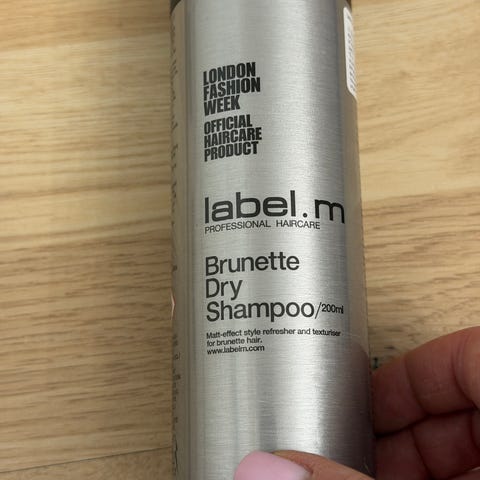 LONDON
FASHION
WEEK
OFFICIAL
HAIRCARE
PRODUCT
label.m
PROFESSIONAL HAIRCARE
Brunette
Dry
Shampoo/200ml
Matt-effect style refresher and texturiser
for brunette hair.
www.labelm.com